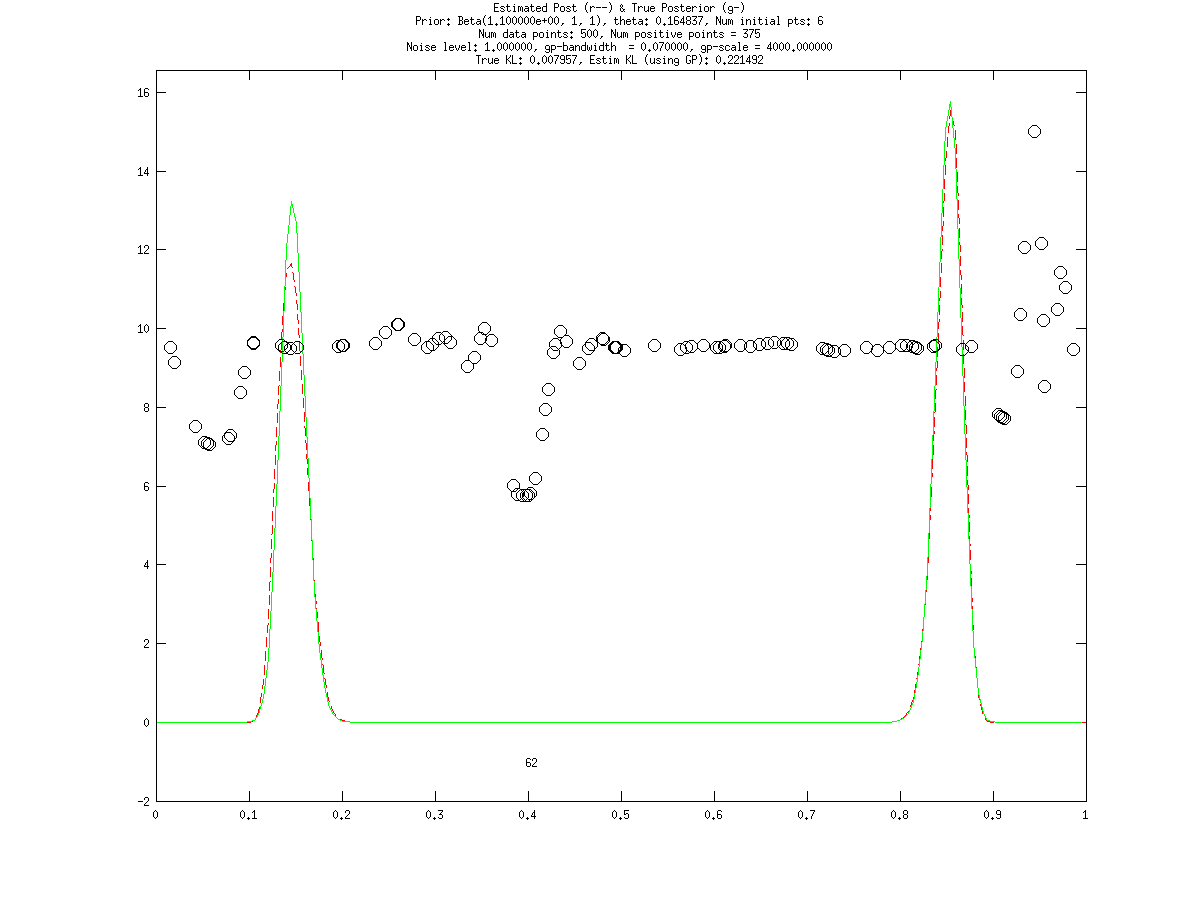 Estimated Post (r--) & True Posterior (g-)
Prior: Beta(1.100000e+00, 1, 1), theta: 0.164837, Num initial pts: 6
Num data points: 500, Num positive points = 375
Noise level: 1.000000, gp-bandwidth  = 0.070000, gp-scale = 4000.000000
True KL: 0.007957, Estim KL (using GP): 0.221492
16
14
12
10
8
6
4
2
0
-2
62
0 0.1 0.2 0.3 0.4 0.5 0.6 0.7 0.8 0.9 1